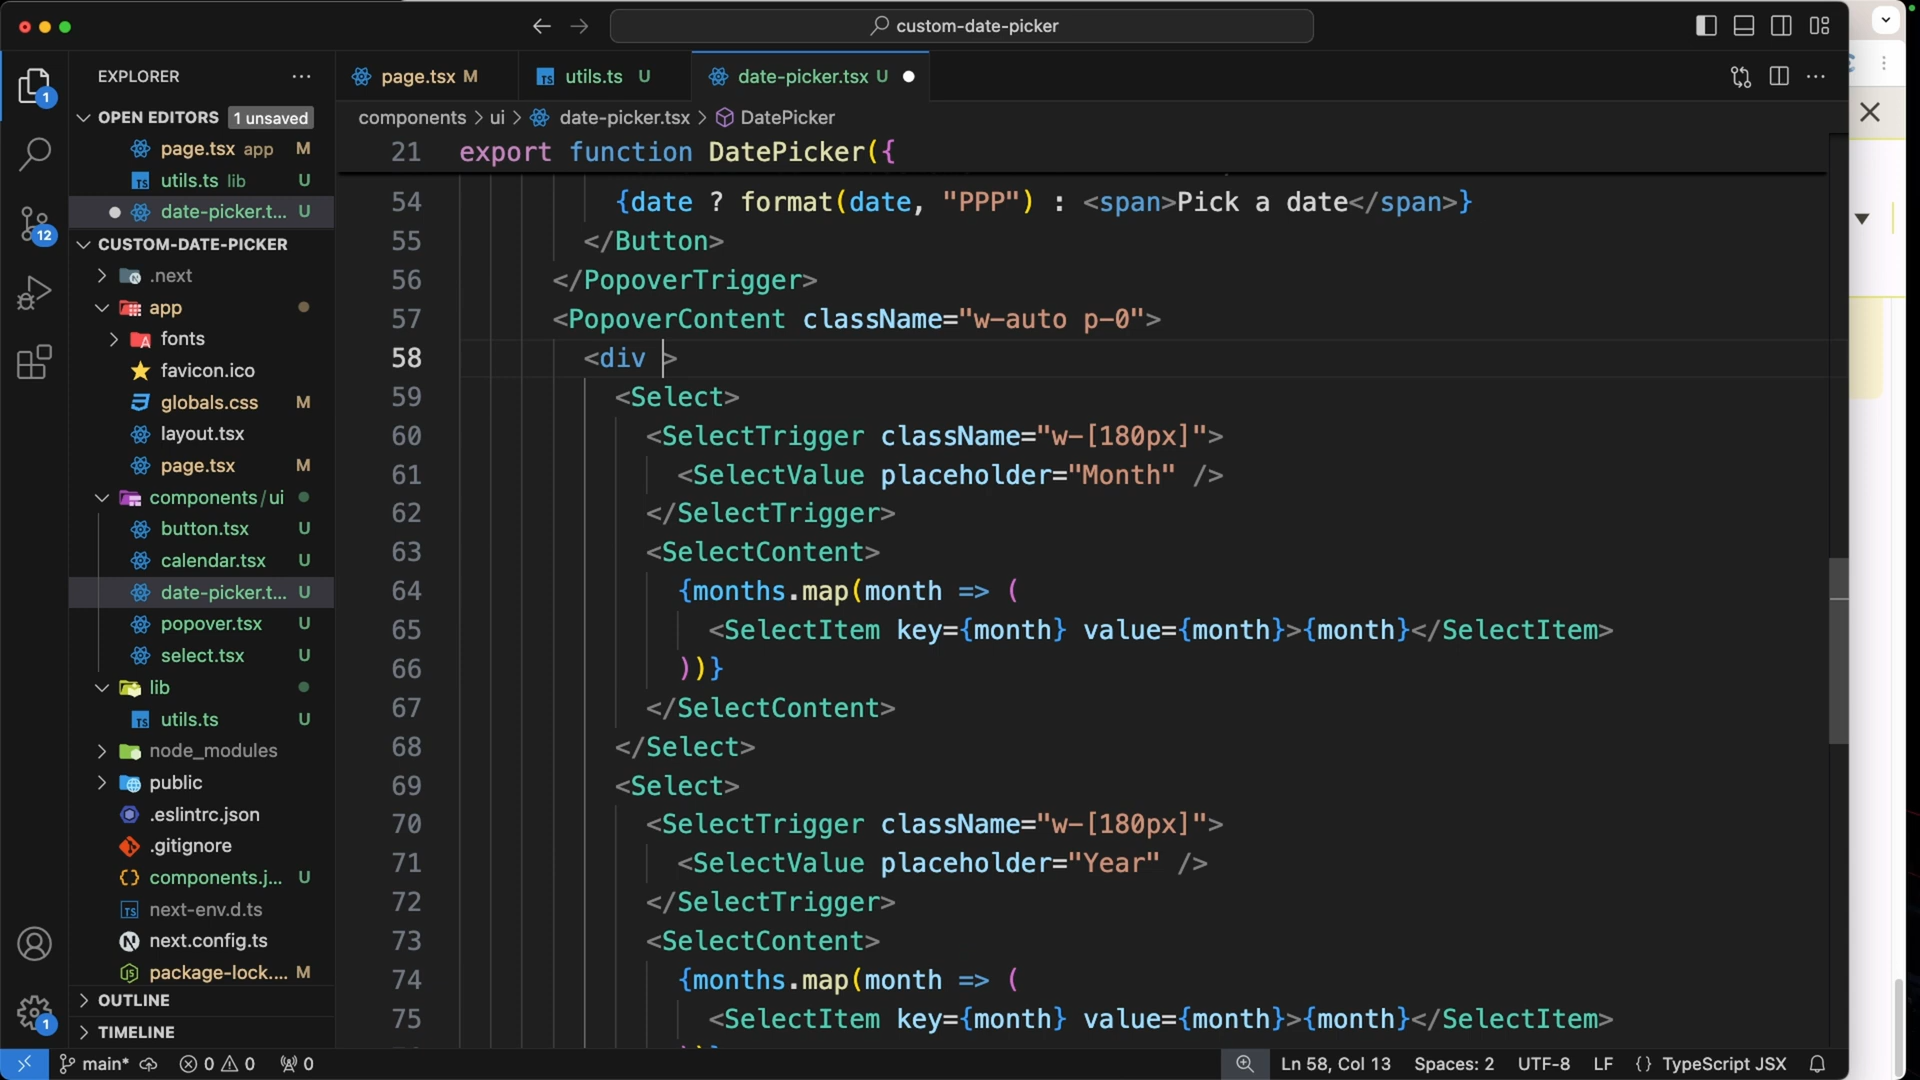 custom-date-picker
EXPLORER
page.tsx M
utils.ts U
date-picker.tsx U
OPEN EDITORS 1 unsaved
components > ui > date-picker.tsx > DatePicker
page.tsx app M
utils.ts lib U
date-picker.t... U
CUSTOM-DATE-PICKER
.next
app
fonts
favicon.ico
globals.css M
layout.tsx
page.tsx M
components/ui
button.tsx U
calendar.tsx U
date-picker.t... U
popover.tsx U
select.tsx U
lib
utils.ts U
node_modules
public
.eslintrc.json
.gitignore
components.j... U
next-env.d.ts
next.config.ts
package-lock.... M
OUTLINE
TIMELINE
1
12
1
21 export function DatePicker({
54 {date ? format(date, "PPP") : <span>Pick a date</span>}
55 </Button>
56 </PopoverTrigger>
57 <PopoverContent className="w-auto p-0">
58 <div >
59 <Select>
60 <SelectTrigger className="w-[180px]">
61 <SelectValue placeholder="Month" />
62 </SelectTrigger>
63 <SelectContent>
64 {months.map(month => (
65 <SelectItem key={month} value={month}>{month}</SelectItem>
66 ))}
67 </SelectContent>
68 </Select>
69 <Select>
70 <SelectTrigger className="w-[180px]">
71 <SelectValue placeholder="Year" />
72 </SelectTrigger>
73 <SelectContent>
74 {months.map(month => (
75 <SelectItem key={month} value={month}>{month}</SelectItem>
main* 0 0 0 Ln 58, Col 13 Spaces: 2 UTF-8 LF {} TypeScript JSX